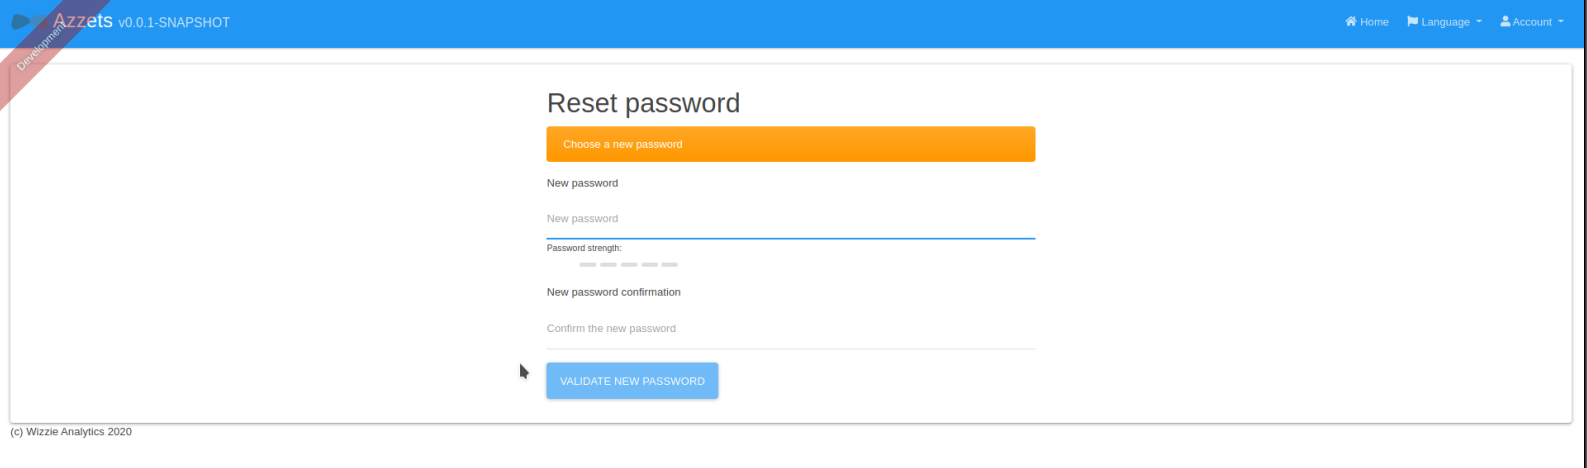 Azzets v0.0.1-SNAPSHOT
Home Language Account
Development
Reset password
Choose a new password
New password
New password
Password strength:
New password confirmation
Confirm the new password
VALIDATE NEW PASSWORD
(c) Wizzie Analytics 2020